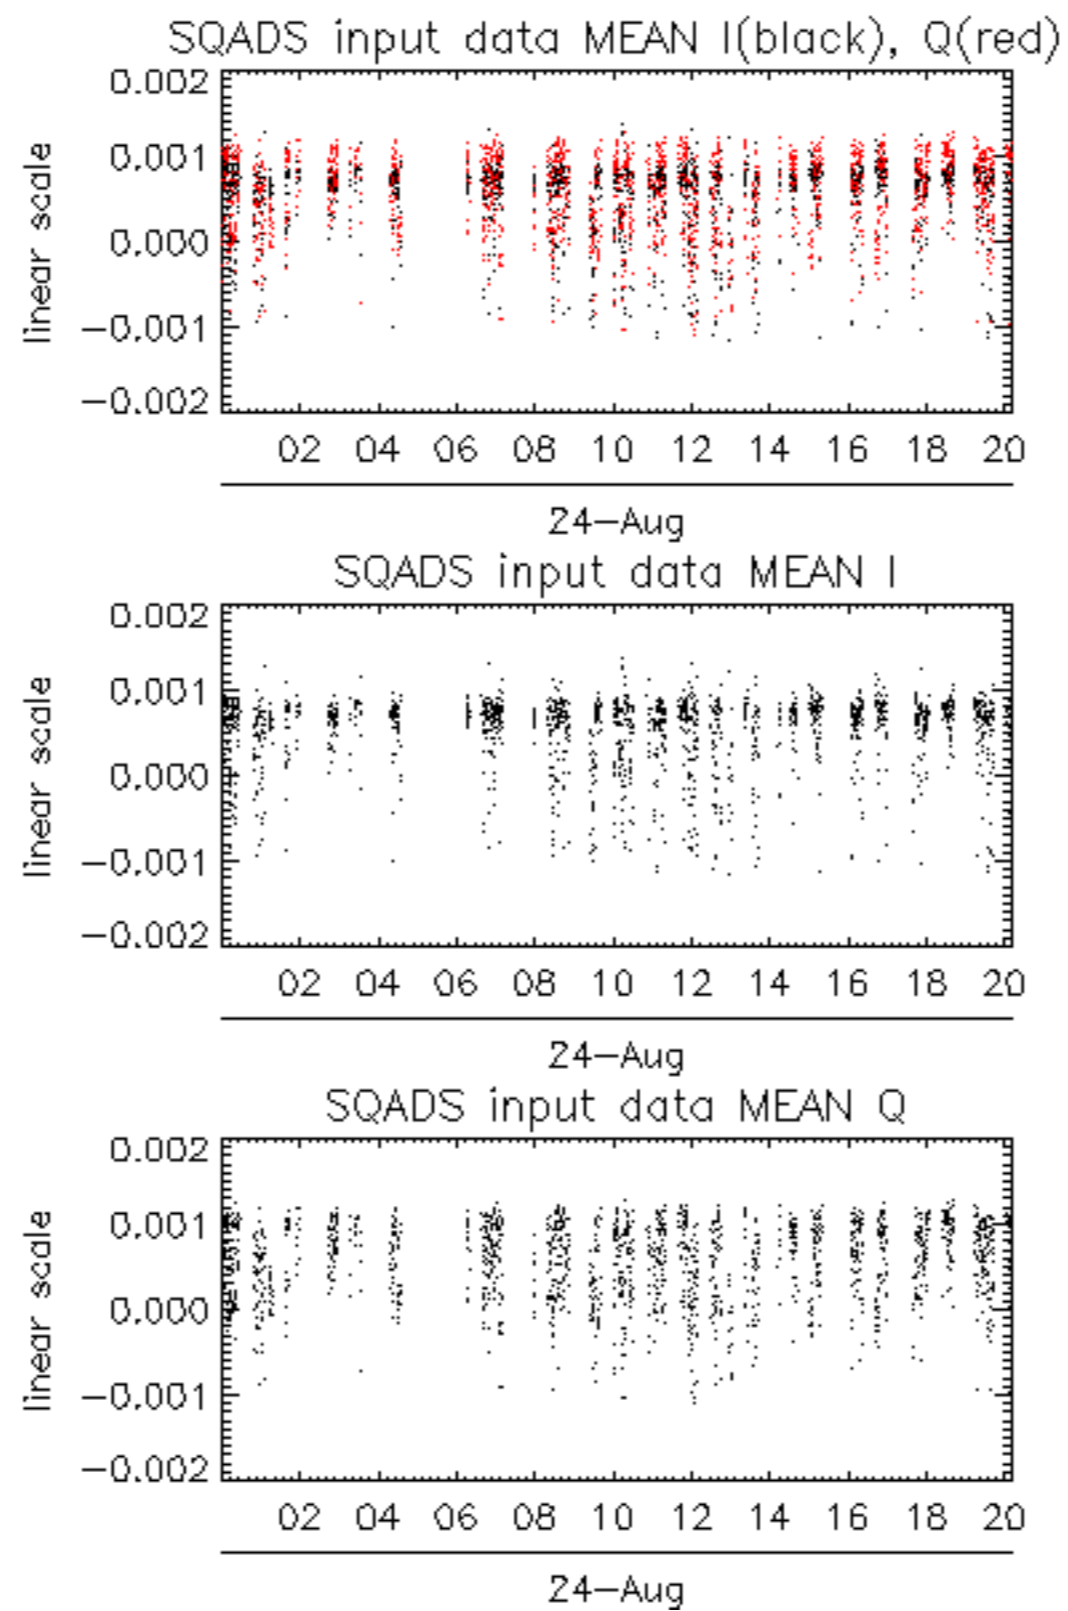 SQADS input data MEAN I(black), Q(red)
0.002
0.001
0.000
−0.001
−0.002
linear scale
02 04 06 08 10 12 14 16 18 20
24−Aug
SQADS input data MEAN I
0.002
0.001
0.000
−0.001
−0.002
linear scale
02 04 06 08 10 12 14 16 18 20
24−Aug
SQADS input data MEAN Q
0.002
0.001
0.000
−0.001
−0.002
linear scale
02 04 06 08 10 12 14 16 18 20
24−Aug